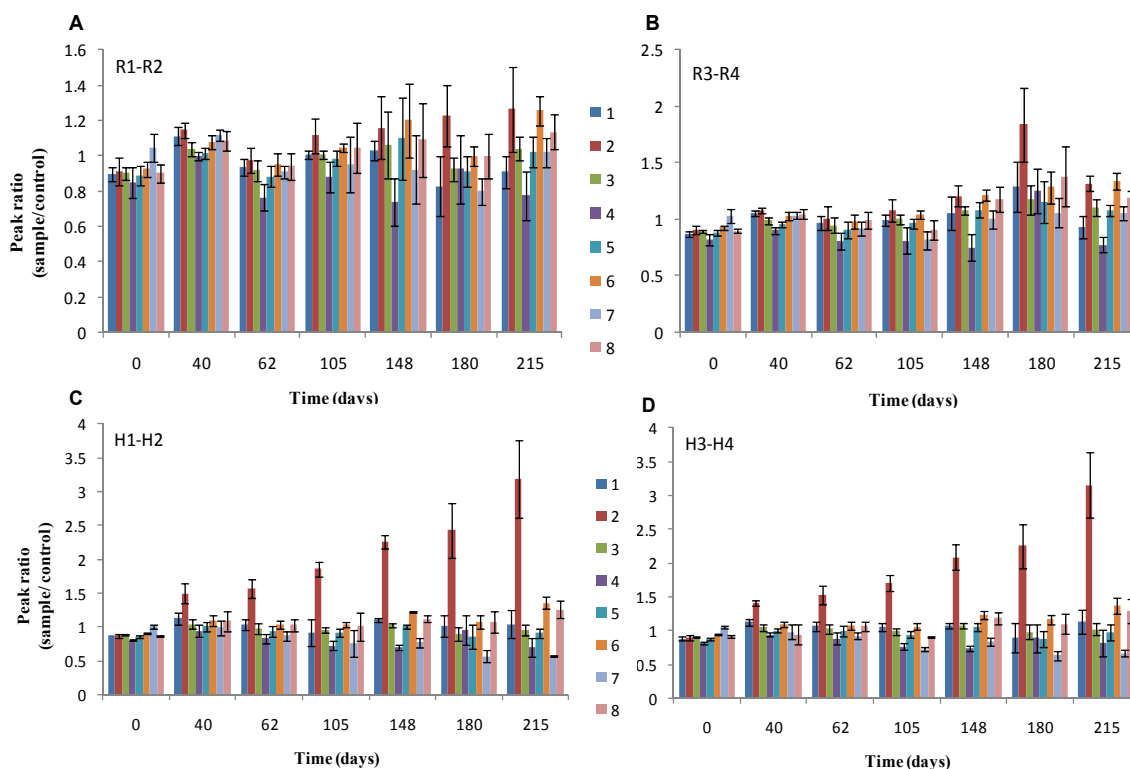 A
R1-R2
Peak ratio
(sample/control)
1.6
1.4
1.2
1
0.8
0.6
0.4
0.2
0
0 40 62 105 148 180 215
Time (days)
1
2
3
4
5
6
7
8
B
R3-R4
2.5
2
1.5
1
0.5
0
0 40 62 105 148 180 215
Time (days)
C
H1-H2
Peak ratio
(sample/ control)
4
3.5
3
2.5
2
1.5
1
0.5
0
0 40 62 105 148 180 215
Time (days)
1
2
3
4
5
6
7
8
D
H3-H4
4
3.5
3
2.5
2
1.5
1
0.5
0
0 40 62 105 148 180 215
Time (days)